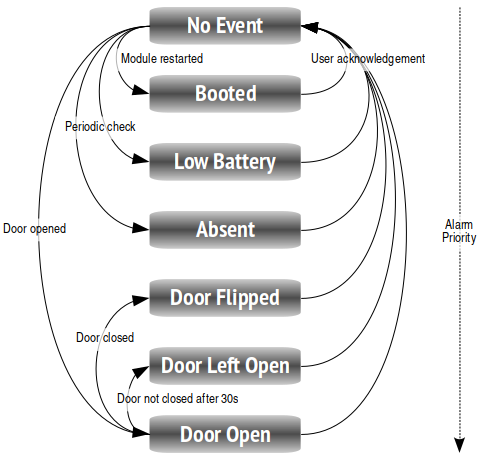 No Event
Module restarted
User acknowledgement
Booted
Periodic check
Low Battery
Absent
Door opened
Alarm
Priority
Door Flipped
Door closed
Door Left Open
Door not closed after 30s
Door Open